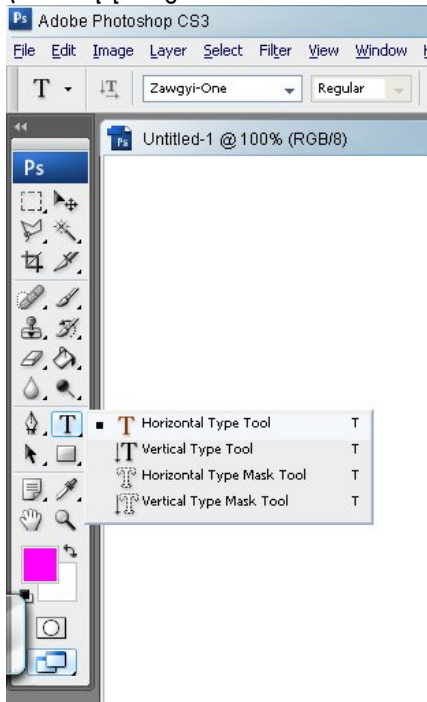 Ps Adobe Photoshop CS3
File Edit Image Layer Select Filter View Window
T Zawgyi-One Regular
Ps Untitled-1 @ 100% (RGB/8)
Ps
T Horizontal Type Tool T
T Vertical Type Tool T
Horizontal Type Mask Tool T
Vertical Type Mask Tool T